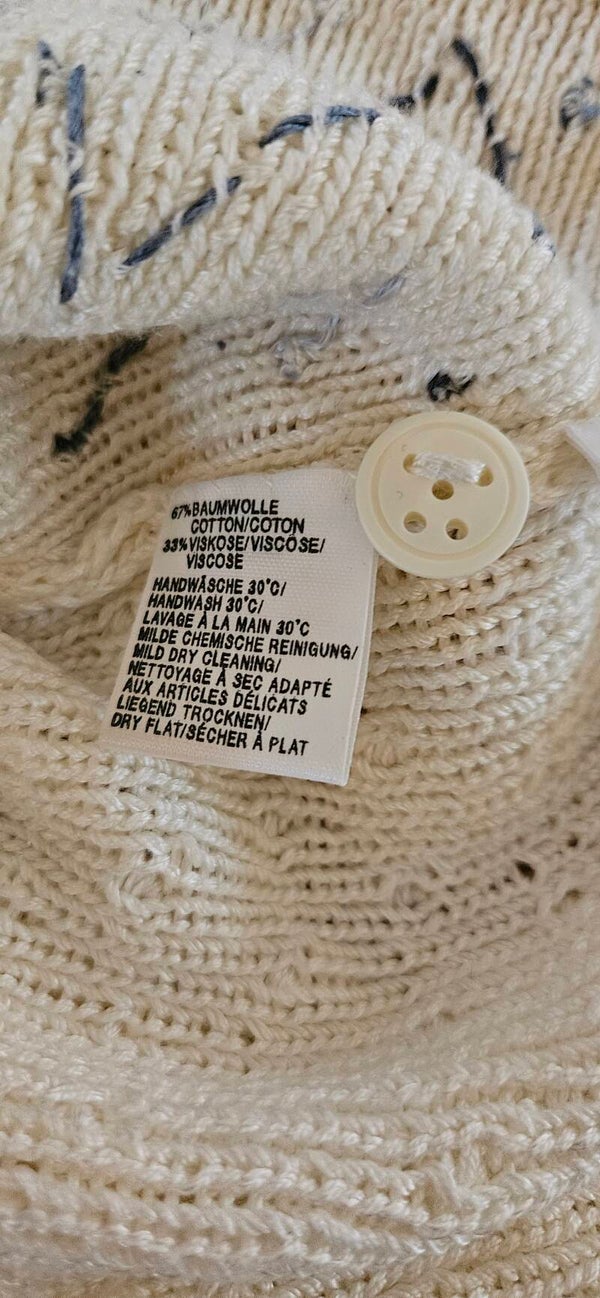 67% BAUMWOLLE
COTTON/COTON
33% VISKOSE/VISCOSE/
VISCOSE
HANDWÄSCHE 30°C/
HANDWASH 30°C/
LAVAGE À LA MAIN 30°C
MILDE CHEMISCHE REINIGUNG/
MILD DRY CLEANING/
NETTOYAGE À SEC ADAPTÉ
AUX ARTICLES DÉLICATS
LIEGEND TROCKNEN/
DRY FLAT/SÉCHER À PLAT